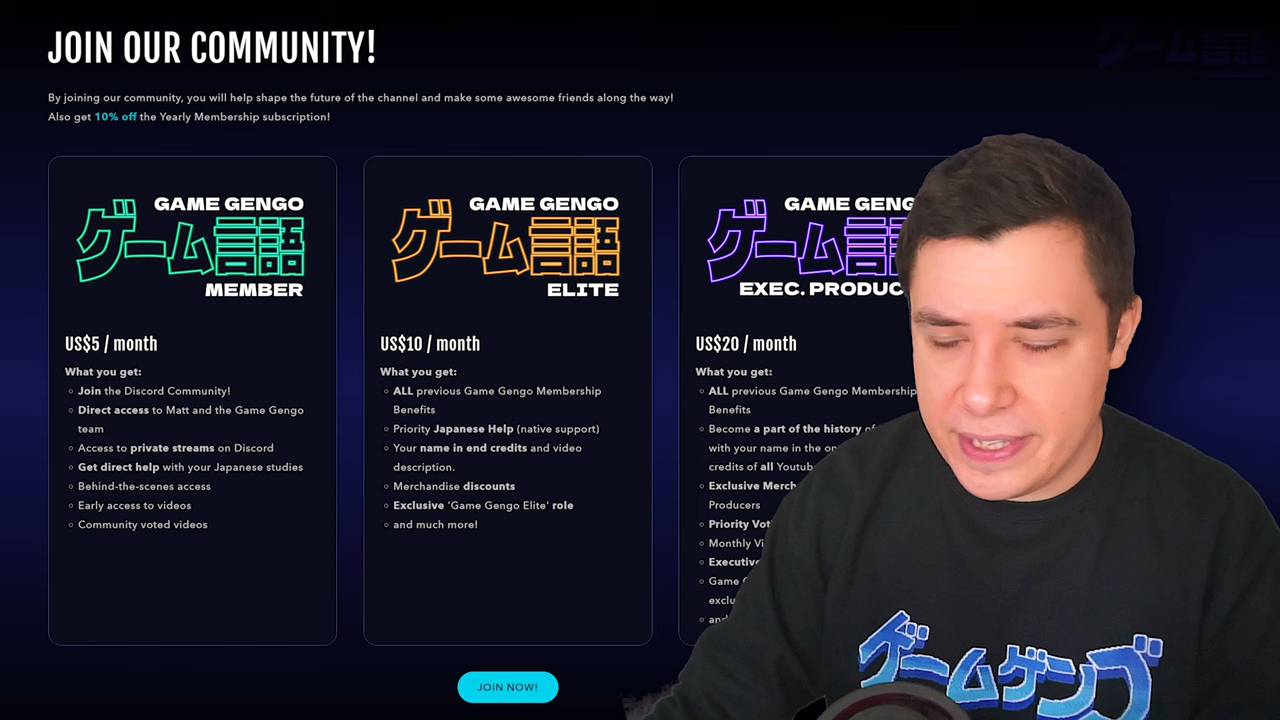 JOIN OUR COMMUNITY!
ゲーム言語
By joining our community, you will help shape the future of the channel and make some awesome friends along the way!
Also get 10% off the Yearly Membership subscription!
GAME GENGO
ゲーム言語
MEMBER
US$5 / month
What you get:
Join the Discord Community!
Direct access to Matt and the Game Gengo
team
Access to private streams on Discord
Get direct help with your Japanese studies
Behind-the-scenes access
Early access to videos
Community voted videos
GAME GENGO
ゲーム言語
ELITE
US$10 / month
What you get:
ALL previous Game Gengo Membership
Benefits
Priority Japanese Help (native support)
Your name in end credits and video
description.
Merchandise discounts
Exclusive 'Game Gengo Elite' role
and much more!
GAME
ゲーム言
EXEC.
US$20 / month
What you get:
ALL previous Game Gengo Membership
Benefits
Become a part of the history
with your name in the
credits of all
Exclusive
Producers
Priority
Monthly
Game
JOIN NOW!
ゲームゲンゴ